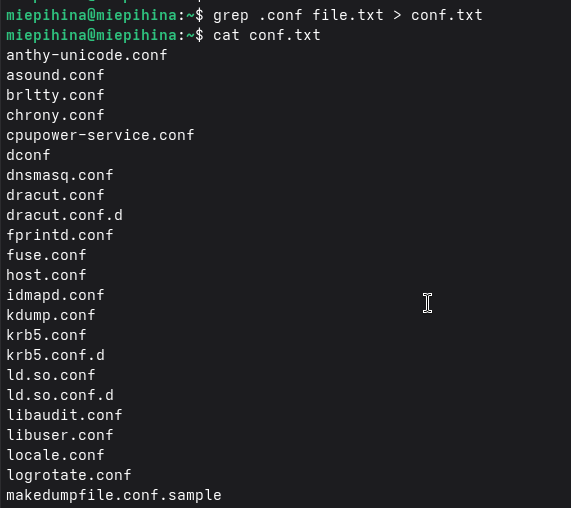 miepihina@miepihina:~$ grep .conf file.txt > conf.txt
miepihina@miepihina:~$ cat conf.txt
anthy-unicode.conf
asound.conf
brltty.conf
chrony.conf
cpupower-service.conf
dconf
dnsmasq.conf
dracut.conf
dracut.conf.d
fprintd.conf
fuse.conf
host.conf
idmapd.conf
kdump.conf
krb5.conf
krb5.conf.d
ld.so.conf
ld.so.conf.d
libaudit.conf
libuser.conf
locale.conf
logrotate.conf
makedumpfile.conf.sample